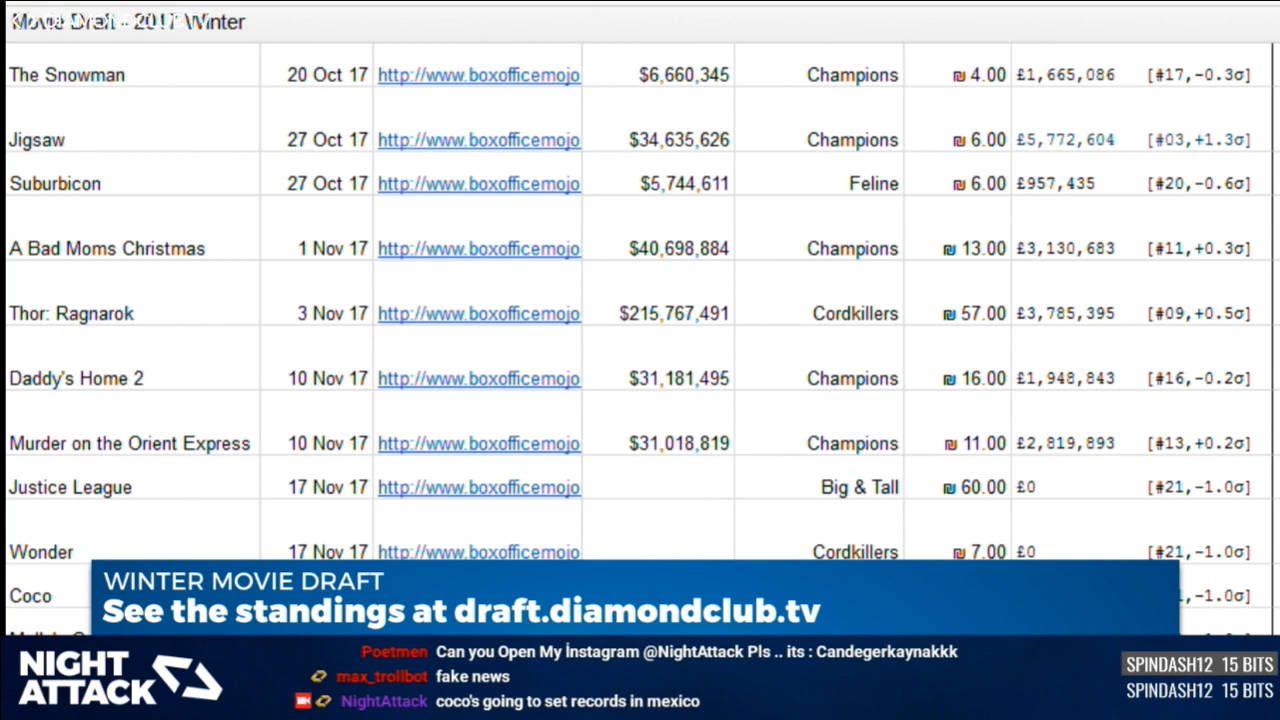 Movie Draft - 2017 Winter
The Snowman 20 Oct 17 http://www.boxofficemojo $6,660,345 Champions ₪ 4.00 £1,665,086 [#17,-0.3σ]
Jigsaw 27 Oct 17 http://www.boxofficemojo $34,635,626 Champions ₪ 6.00 £5,772,604 [#03,+1.3σ]
Suburbicon 27 Oct 17 http://www.boxofficemojo $5,744,611 Feline ₪ 6.00 £957,435 [#20,-0.6σ]
A Bad Moms Christmas 1 Nov 17 http://www.boxofficemojo $40,698,884 Champions ₪ 13.00 £3,130,683 [#11,+0.3σ]
Thor: Ragnarok 3 Nov 17 http://www.boxofficemojo $215,767,491 Cordkillers ₪ 57.00 £3,785,395 [#09,+0.5σ]
Daddy's Home 2 10 Nov 17 http://www.boxofficemojo $31,181,495 Champions ₪ 16.00 £1,948,843 [#16,-0.2σ]
Murder on the Orient Express 10 Nov 17 http://www.boxofficemojo $31,018,819 Champions ₪ 11.00 £2,819,893 [#13,+0.2σ]
Justice League 17 Nov 17 http://www.boxofficemojo Big & Tall ₪ 60.00 £0 [#21,-1.0σ]
Wonder 17 Nov 17 http://www.boxofficemojo Cordkillers ₪ 7.00 £0 [#21,-1.0σ]
Coco ,-1.0σ]
WINTER MOVIE DRAFT
See the standings at draft.diamondclub.tv
NIGHT ATTACK
Poetmen Can you Open My İnstagram @NightAttack Pls .. its : Candegerkaynakkk
max_trollbot fake news
NightAttack coco's going to set records in mexico
SPINDASH12 15 BITS
SPINDASH12 15 BITS